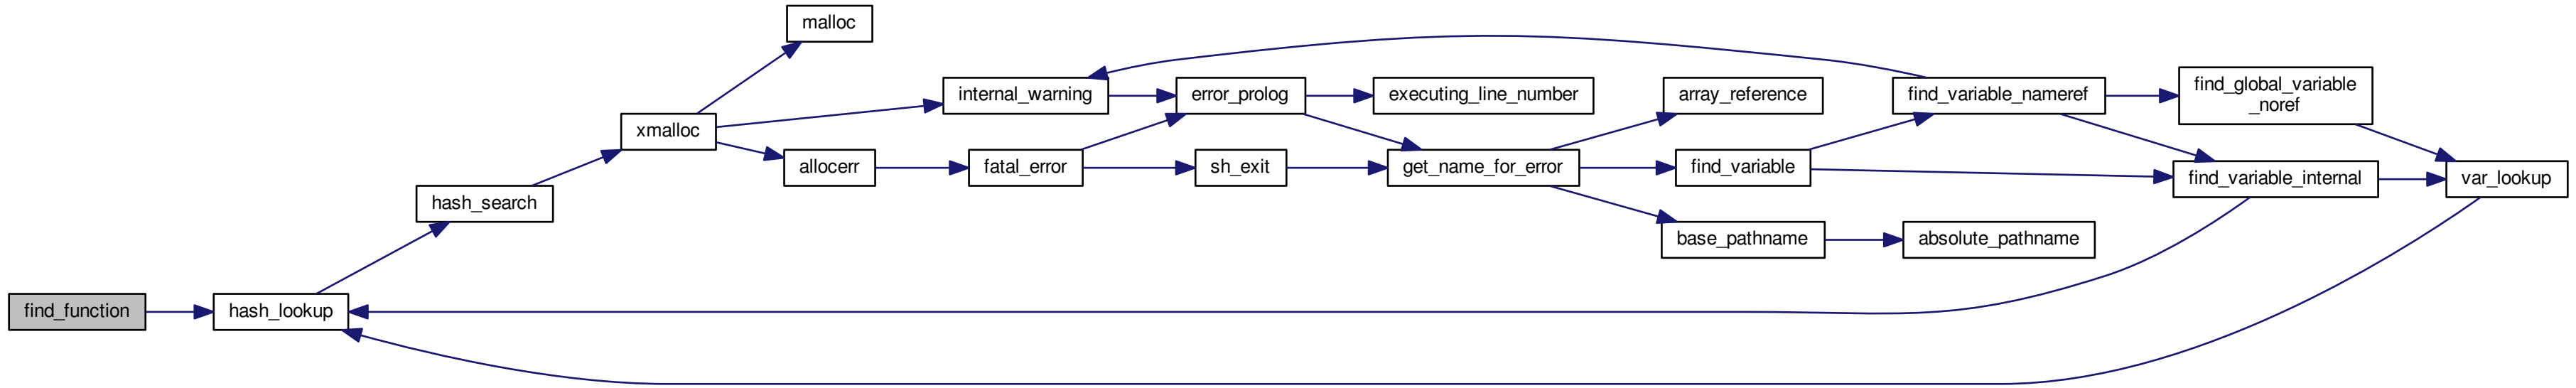 malloc
internal_warning
error_prolog
executing_line_number
array_reference
find_variable_nameref
find_global_variable
_noref
xmalloc
allocerr
fatal_error
sh_exit
get_name_for_error
find_variable
find_variable_internal
var_lookup
hash_search
base_pathname
absolute_pathname
find_function
hash_lookup